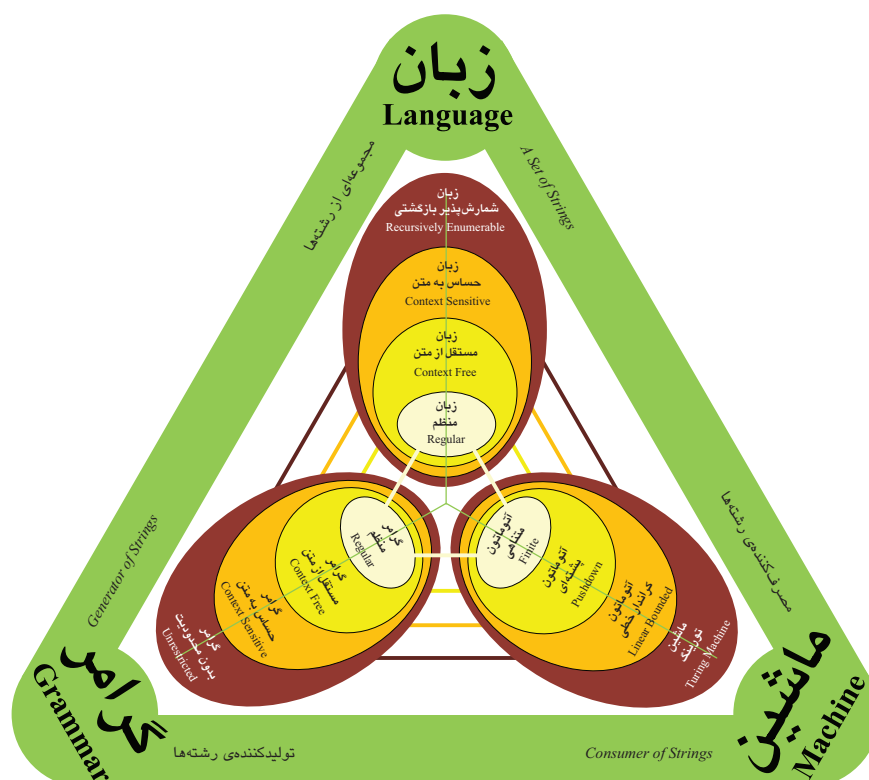 زبان
Language
مجموعه‌ای از رشته‌ها
A Set of Strings
زبان
شمارش‌پذیر بازگشتی
Recursively Enumerable
زبان
حساس به متن
Context Sensitive
زبان
مستقل از متن
Context Free
زبان
منظم
Regular
گرامر
منظم
Regular
گرامر
مستقل از متن
Context Free
گرامر
حساس به متن
Context Sensitive
گرامر
بدون محدودیت
Unrestricted
آتوماتون
متناهی
Finite
آتوماتون
پشته‌ای
Pushdown
آتوماتون
کراندار خطی
Linear Bounded
ماشین
تورینگ
Turing Machine
Generator of Strings
مصرف‌کننده‌ی رشته‌ها
گرامر
Grammar
ماشین
Machine
تولیدکننده‌ی رشته‌ها
Consumer of Strings